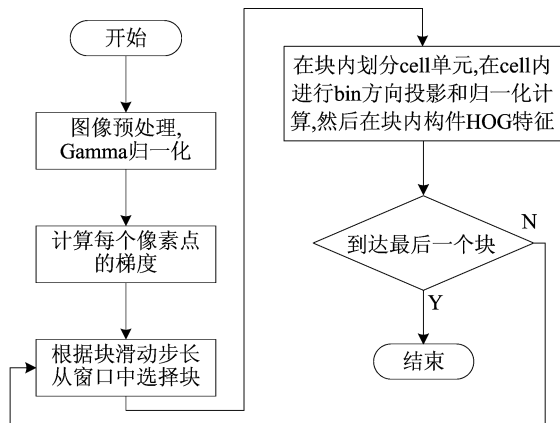 开始
图像预处理,
Gamma归一化
计算每个像素点
的梯度
根据块滑动步长
从窗口中选择块
在块内划分cell单元,在cell内
进行bin方向投影和归一化计
算,然后在块内构件HOG特征
到达最后一个块
N
Y
结束